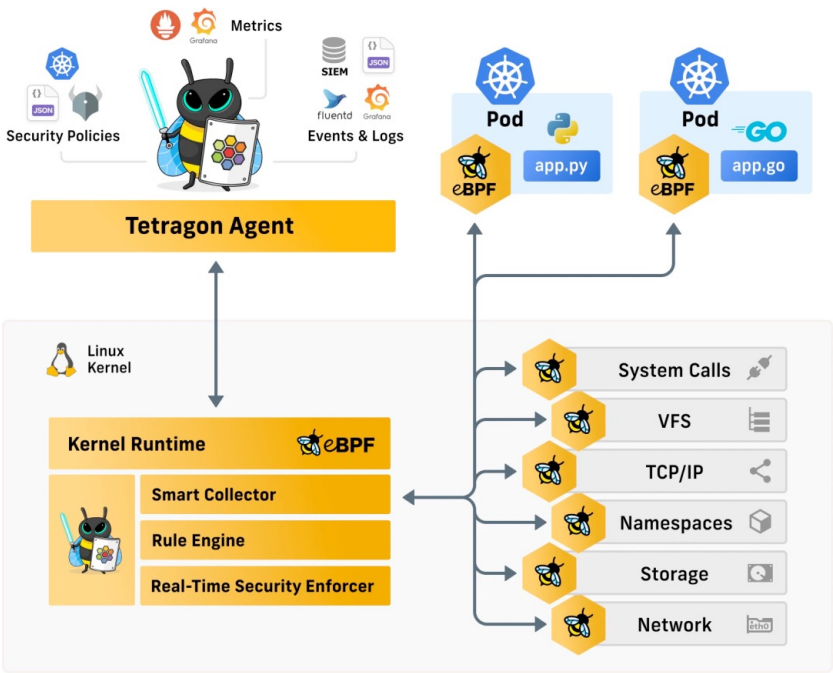 Metrics
Grafana
{}
JSON
Security Policies
SIEM
{}
JSON
fluentd
Grafana
Events & Logs
Tetragon Agent
Pod
eBPF
app.py
Pod
GO
eBPF
app.go
Linux
Kernel
Kernel Runtime
eBPF
Smart Collector
Rule Engine
Real-Time Security Enforcer
System Calls
VFS
TCP/IP
Namespaces
Storage
Network
eth0